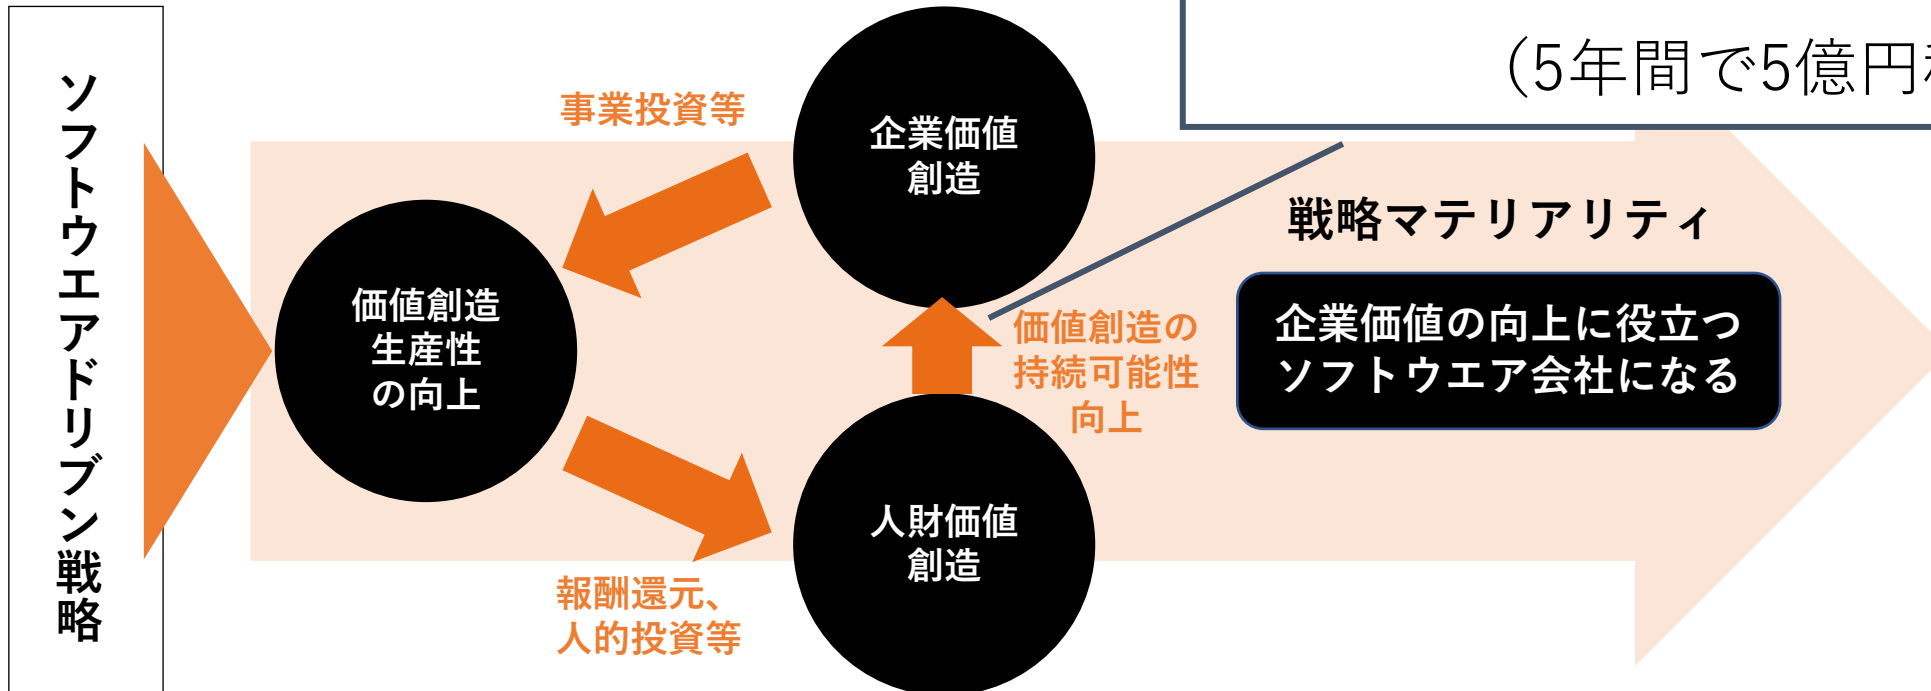 ソフトウエアドリブン戦略
(5年間で5億円
事業投資等
企業価値
創造
戦略マテリアリティ
価値創造
生産性
の向上
価値創造の
持続可能性
向上
企業価値の向上に役立つ
ソフトウエア会社になる
人財価値
創造
報酬還元、
人的投資等